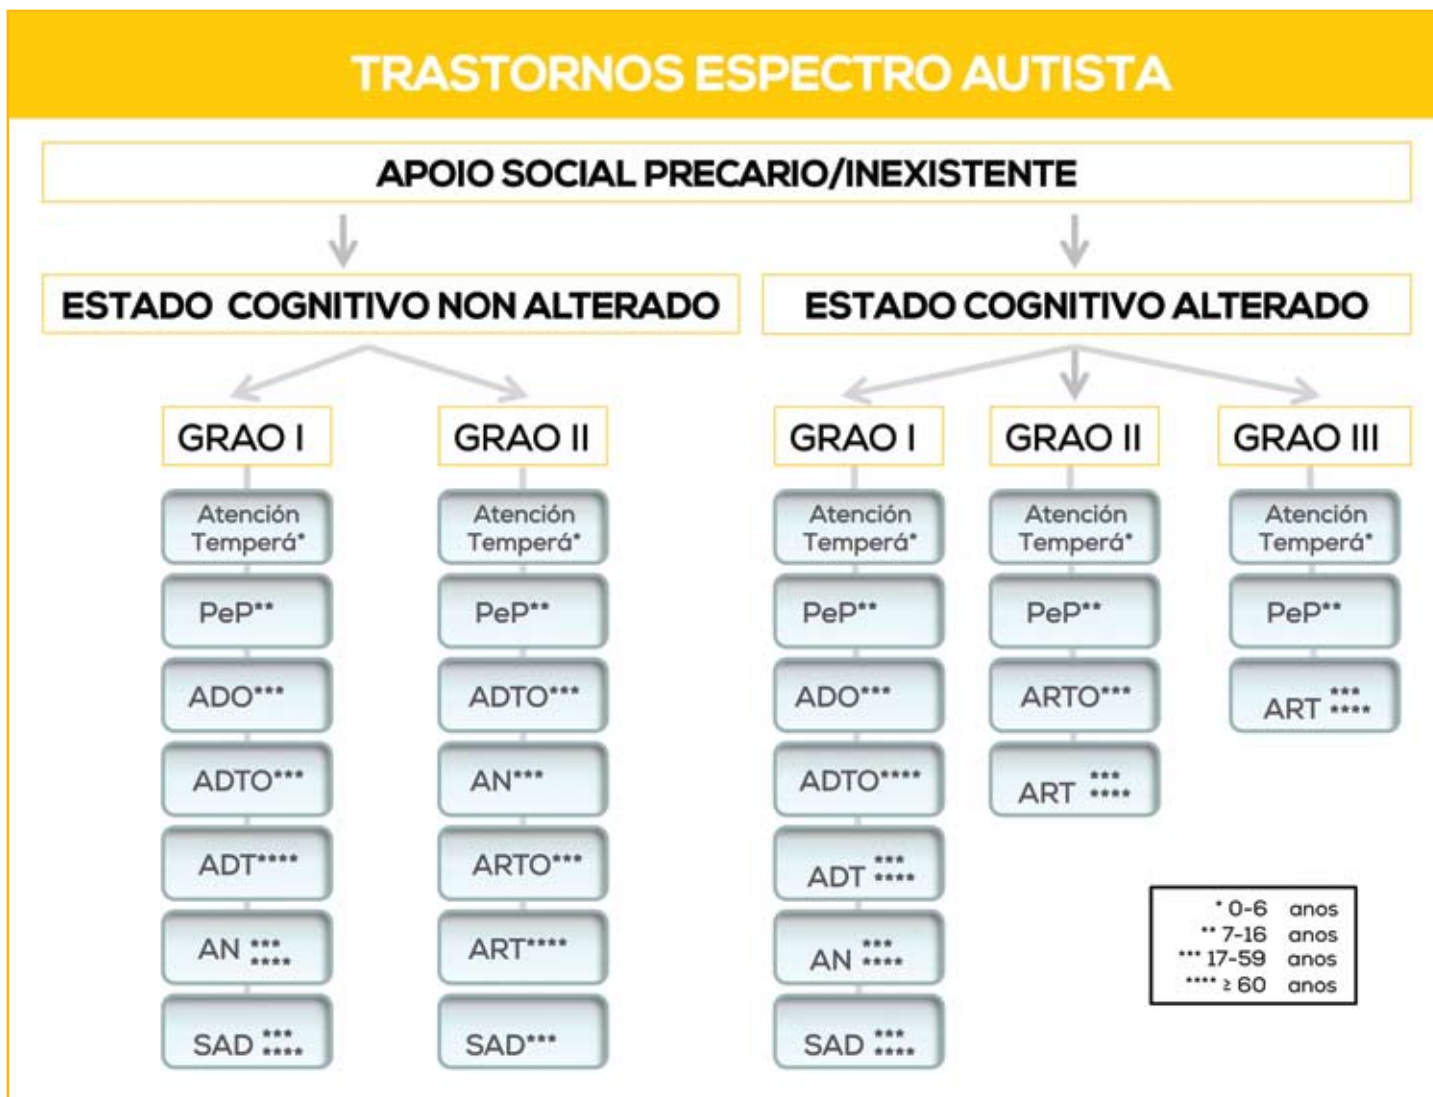 TRASTORNOS ESPECTRO AUTISTA
APOIO SOCIAL PRECARIO/INEXISTENTE
ESTADO COGNITIVO NON ALTERADO
GRAO I
Atención
Temperá*
PeP**
ADO***
ADTO***
ADT****
AN ***
****
SAD ***
****
GRAO II
Atención
Temperá*
PeP**
ADTO***
AN***
ARTO***
ART****
SAD***
ESTADO COGNITIVO ALTERADO
GRAO I
Atención
Temperá*
PeP**
ADO***
ADTO****
ADT ***
****
AN ***
****
SAD ***
****
GRAO II
Atención
Temperá*
PeP**
ARTO***
ART ***
****
GRAO III
Atención
Temperá*
PeP**
ART ***
****
* 0-6 anos
** 7-16 anos
*** 17-59 anos
**** ≥ 60 anos